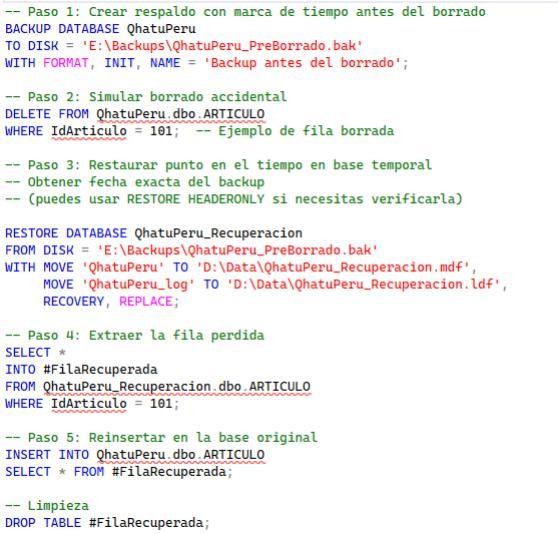 -- Paso 1: Crear respaldo con marca de tiempo antes del borrado
BACKUP DATABASE QhatuPeru
TO DISK = 'E:\Backups\QhatuPeru_PreBorrado.bak'
WITH FORMAT, INIT, NAME = 'Backup antes del borrado';

-- Paso 2: Simular borrado accidental
DELETE FROM QhatuPeru.dbo.ARTICULO
WHERE IdArticulo = 101;  -- Ejemplo de fila borrada

-- Paso 3: Restaurar punto en el tiempo en base temporal
-- Obtener fecha exacta del backup
-- (puedes usar RESTORE HEADERONLY si necesitas verificarla)

RESTORE DATABASE QhatuPeru_Recuperacion
FROM DISK = 'E:\Backups\QhatuPeru_PreBorrado.bak'
WITH MOVE 'QhatuPeru' TO 'D:\Data\QhatuPeru_Recuperacion.mdf',
     MOVE 'QhatuPeru_log' TO 'D:\Data\QhatuPeru_Recuperacion.ldf',
     RECOVERY, REPLACE;

-- Paso 4: Extraer la fila perdida
SELECT *
INTO #FilaRecuperada
FROM QhatuPeru_Recuperacion.dbo.ARTICULO
WHERE IdArticulo = 101;

-- Paso 5: Reinsertar en la base original
INSERT INTO QhatuPeru.dbo.ARTICULO
SELECT * FROM #FilaRecuperada;

-- Limpieza
DROP TABLE #FilaRecuperada;